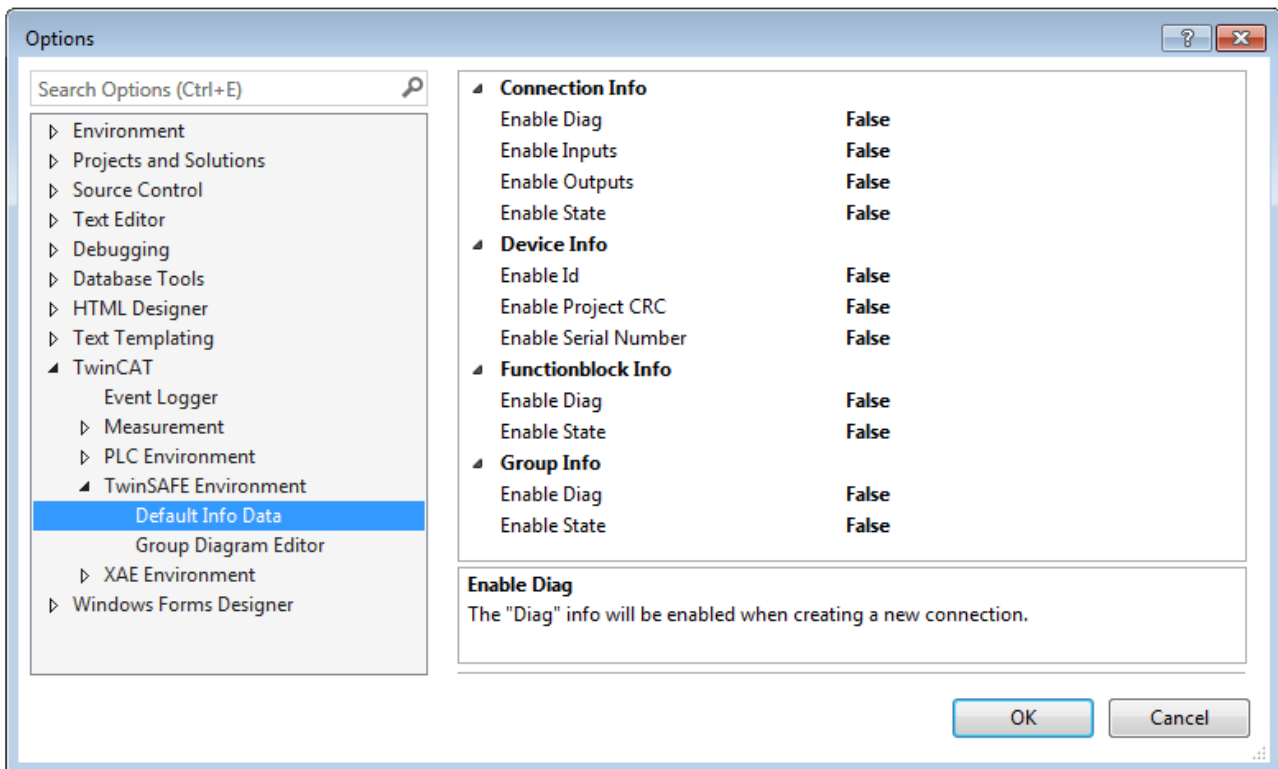 Options
Search Options (Ctrl+E)
Environment
Projects and Solutions
Source Control
Text Editor
Debugging
Database Tools
HTML Designer
Text Templating
TwinCAT
Event Logger
Measurement
PLC Environment
TwinSAFE Environment
Default Info Data
Group Diagram Editor
XAE Environment
Windows Forms Designer
Connection Info
Enable Diag False
Enable Inputs False
Enable Outputs False
Enable State False
Device Info
Enable Id False
Enable Project CRC False
Enable Serial Number False
Functionblock Info
Enable Diag False
Enable State False
Group Info
Enable Diag False
Enable State False
Enable Diag
The "Diag" info will be enabled when creating a new connection.
OK Cancel